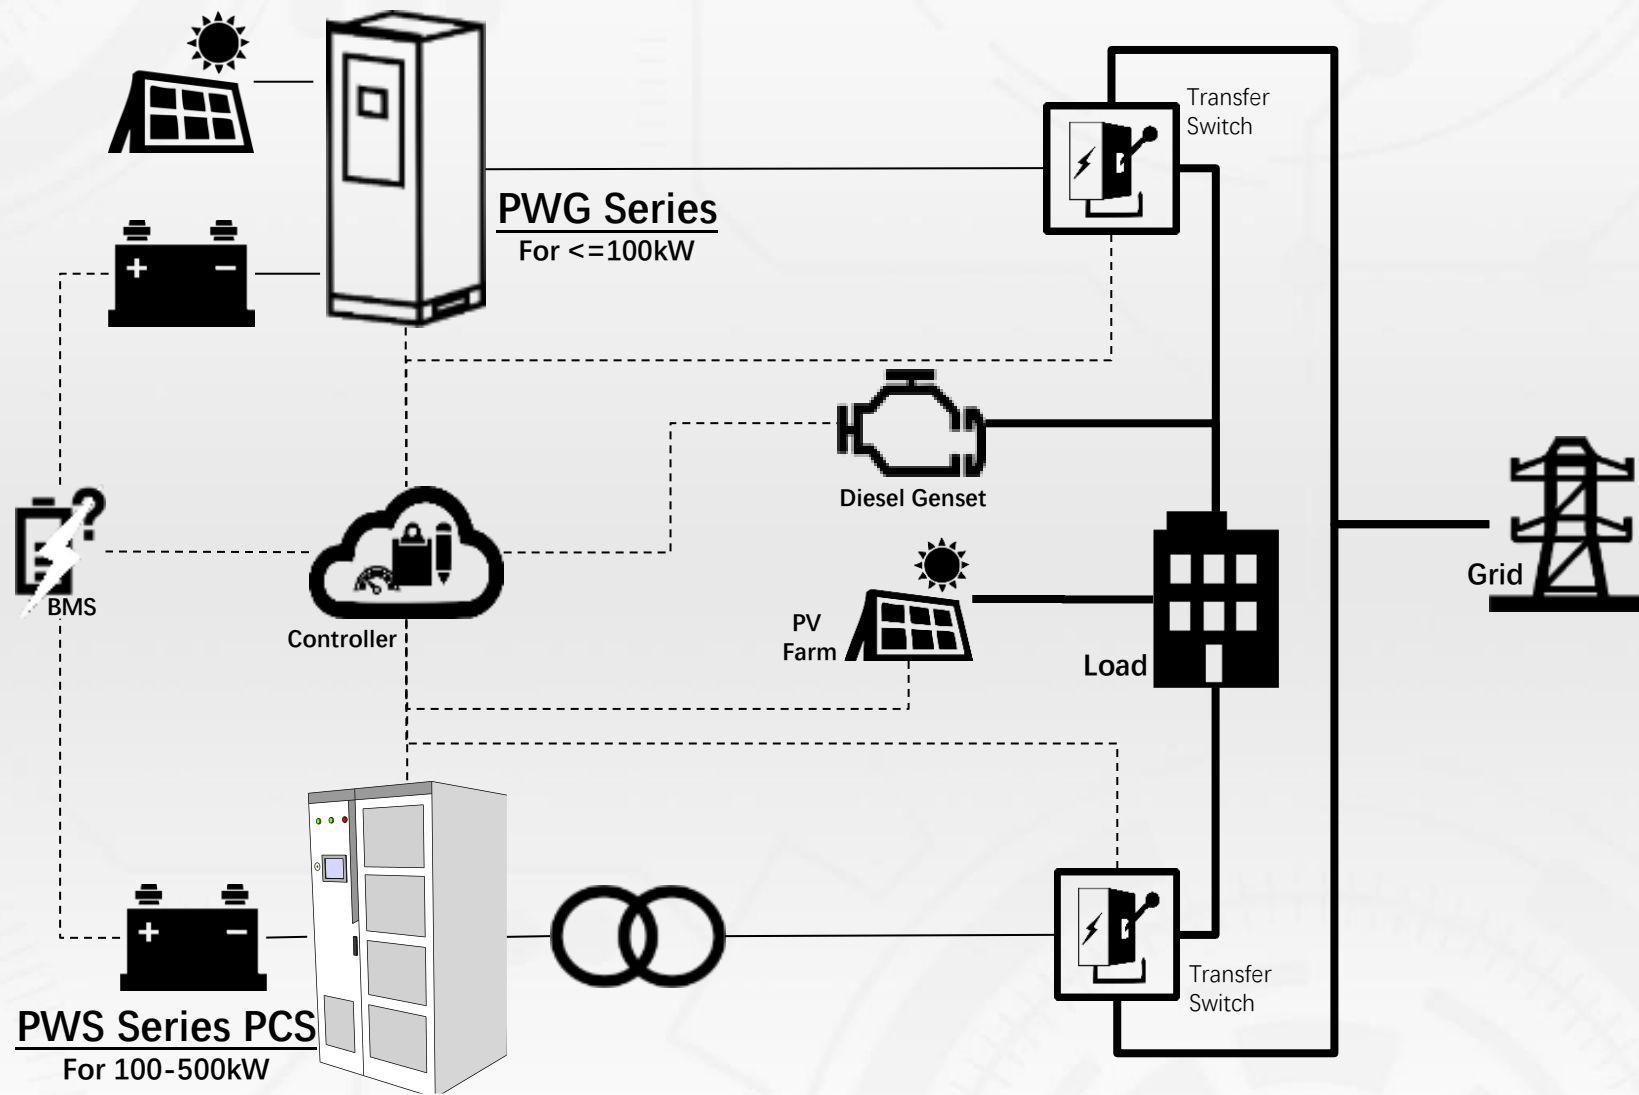 Transfer
Switch
PWG Series
For <=100kW
+ −
Diesel Genset
?
BMS
Controller
PV
Farm
Load
Grid
+ −
Transfer
Switch
PWS Series PCS
For 100-500kW